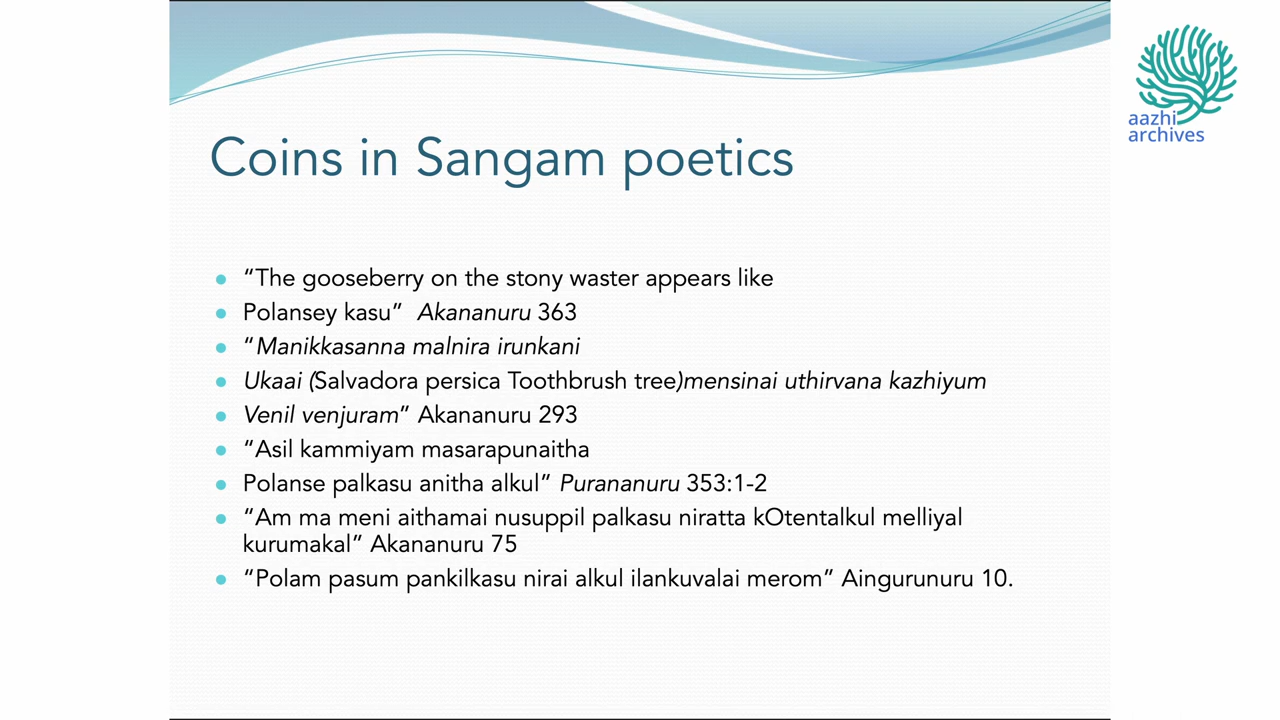 aazhi
archives
Coins in Sangam poetics
• “The gooseberry on the stony waster appears like
• Polansey kasu” Akananuru 363
• “Manikkasanna malnira irunkani
• Ukaai (Salvadora persica Toothbrush tree)mensinai uthirvana kazhiyum
• Venil venjuram” Akananuru 293
• “Asil kammiyam masarapunaitha
• Polanse palkasu anitha alkul” Purananuru 353:1-2
• “Am ma meni aithamai nusuppil palkasu niratta kOtentalkul melliyal
kurumakal” Akananuru 75
• “Polam pasum pankilkasu nirai alkul ilankuvalai merom” Aingurunuru 10.